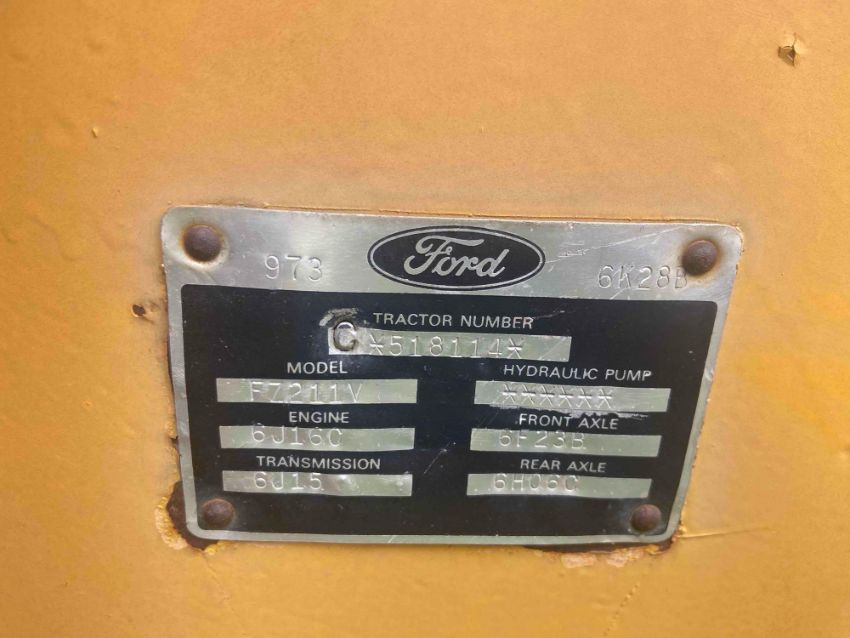 973 Ford 6K28B
TRACTOR NUMBER
C *518114*
MODEL HYDRAULIC PUMP
F7211V ******
ENGINE FRONT AXLE
6J16C 6F23B
TRANSMISSION REAR AXLE
6J15 6H06C